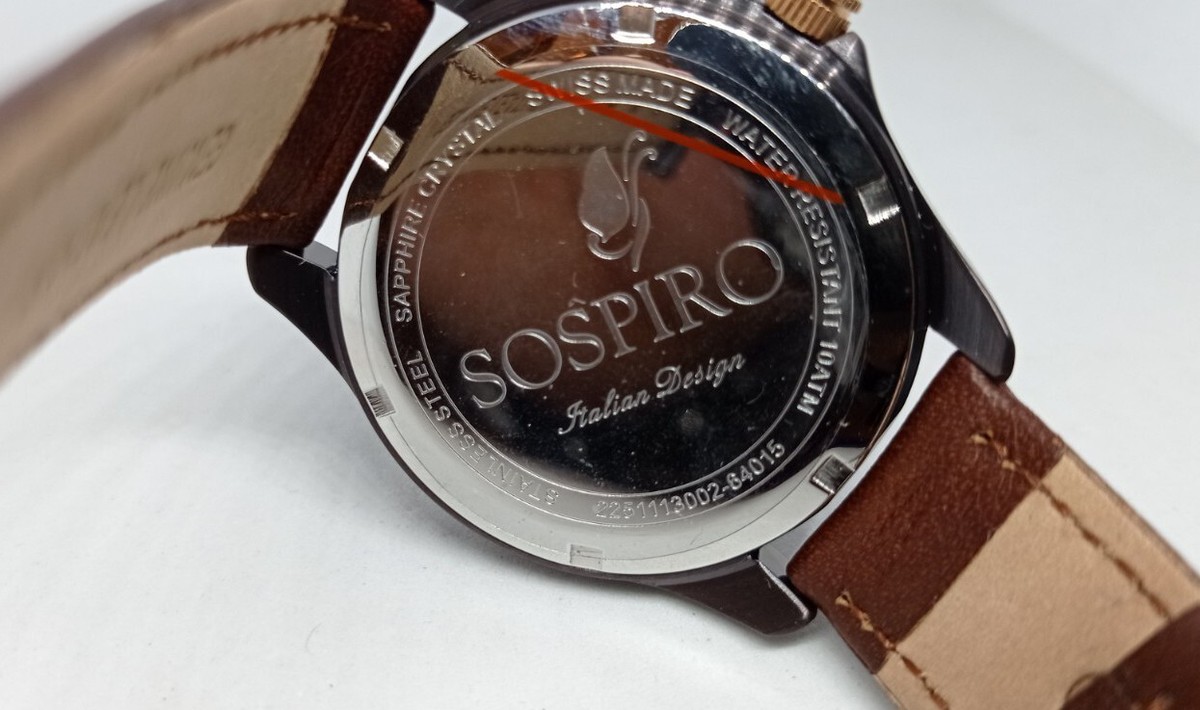 STAINLESS STEEL SAPPHIRE CRYSTAL SWISS MADE WATER RESISTANT 10ATM
SOSPIRO
Italian Design
2251113002-64015